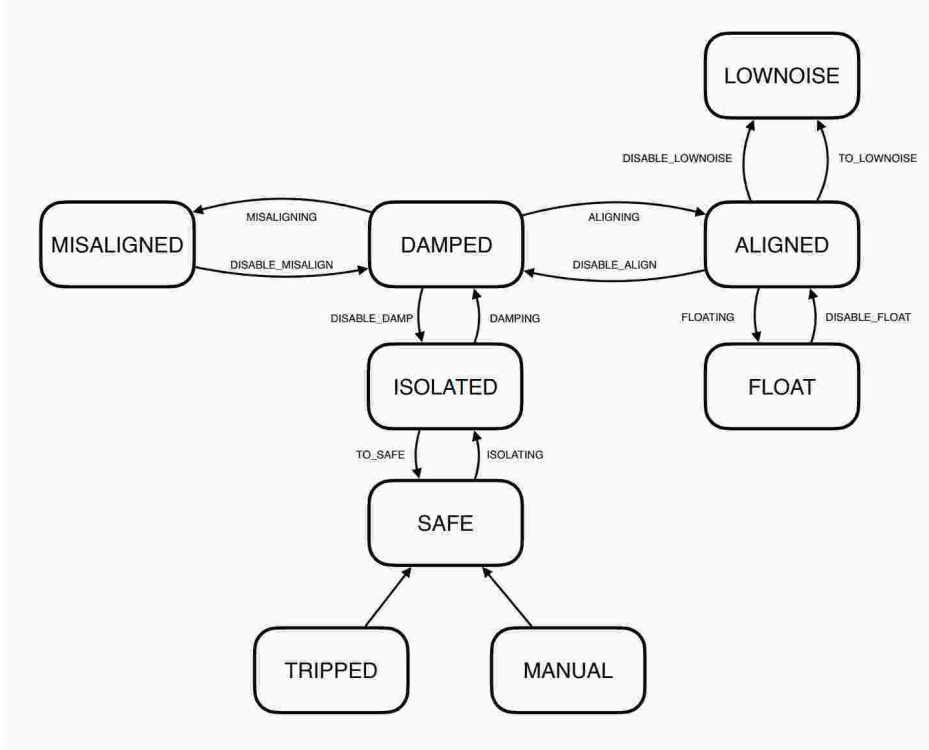 LOWNOISE
DISABLE_LOWNOISE
TO_LOWNOISE
MISALIGNED
MISALIGNING
DISABLE_MISALIGN
DAMPED
ALIGNING
DISABLE_ALIGN
ALIGNED
DISABLE_DAMP
DAMPING
FLOATING
DISABLE_FLOAT
ISOLATED
FLOAT
TO_SAFE
ISOLATING
SAFE
TRIPPED
MANUAL